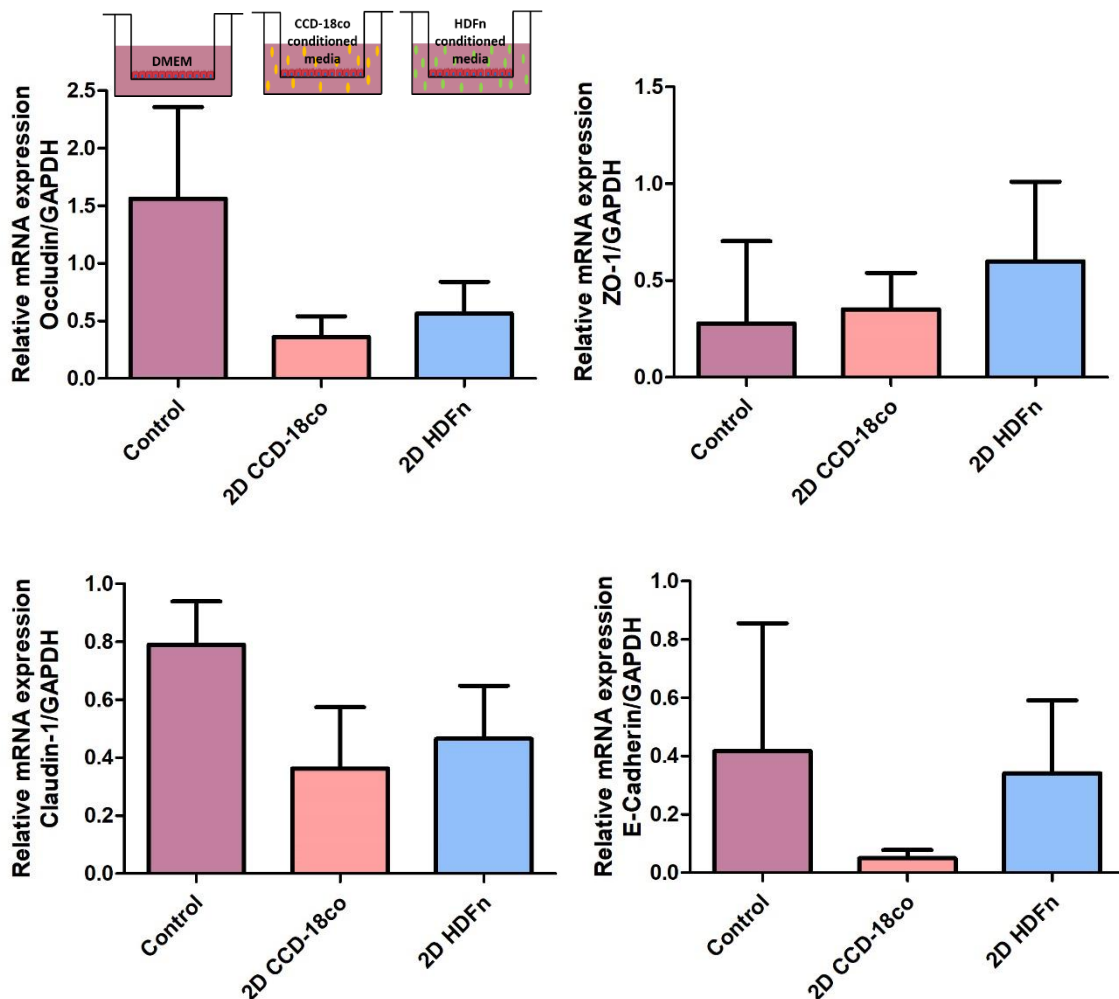 DMEM
CCD-18co
conditioned
media
HDFn
conditioned
media
Relative mRNA expression
Occludin/GAPDH
2.5
2.0
1.5
1.0
0.5
0.0
Control
2D CCD-18co
2D HDFn
Relative mRNA expression
ZO-1/GAPDH
1.5
1.0
0.5
0.0
Control
2D CCD-18co
2D HDFn
Relative mRNA expression
Claudin-1/GAPDH
1.0
0.8
0.6
0.4
0.2
0.0
Control
2D CCD-18co
2D HDFn
Relative mRNA expression
E-Cadherin/GAPDH
1.0
0.8
0.6
0.4
0.2
0.0
Control
2D CCD-18co
2D HDFn